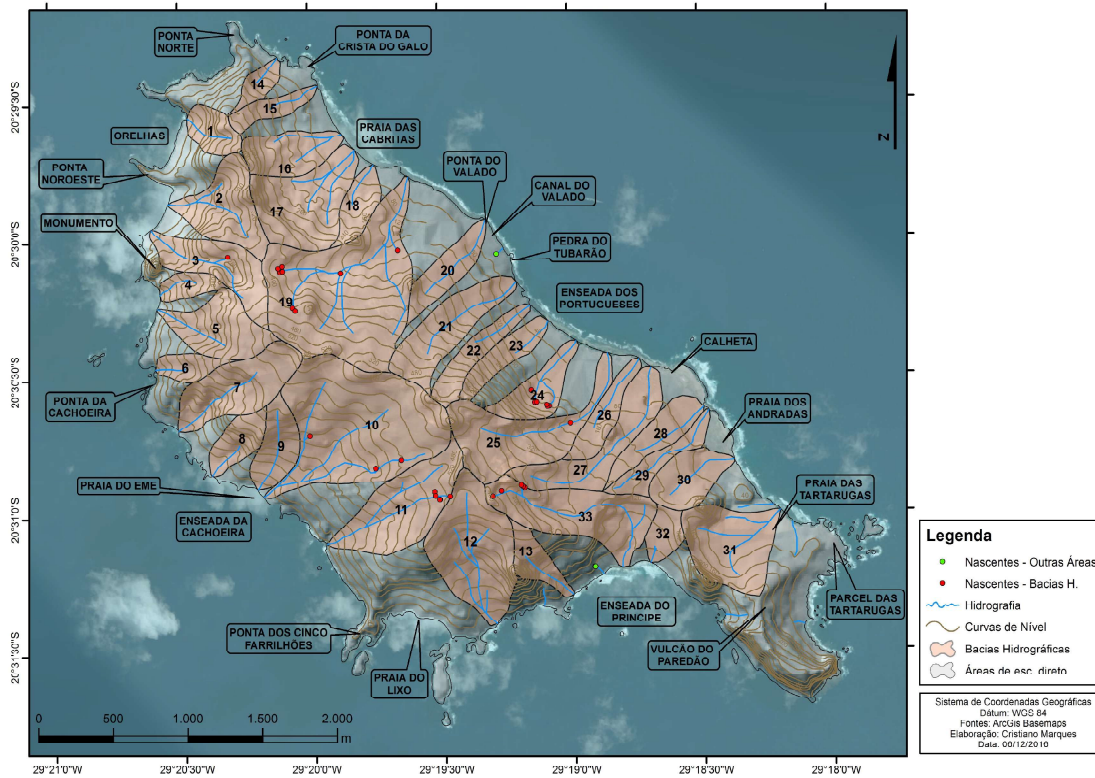 PONTA
NORTE
PONTA DA
CRISTA DO GALO
ORELHAS
PRAIA DAS
CABRITAS
PONTA
NOROESTE
PONTA DO
VALADO
CANAL DO
VALADO
MONUMENTO
PEDRA DO
TUBARÃO
ENSEADA DOS
PORTUGUESES
CALHETA
PONTA DA
CACHOEIRA
PRAIA DOS
ANDRADAS
PRAIA DO EME
PRAIA DAS
TARTARUGAS
ENSEADA DA
CACHOEIRA
ENSEADA DO
PRINCIPE
PARCEL DAS
TARTARUGAS
PONTA DOS CINCO
FARRILHÕES
PRAIA DO
LIXO
VULCÃO DO
PAREDÃO
14
15
1
16
2
17
18
3
20
4
19
5
21
22
23
6
7
24
26
10
8
9
25
28
27
29
30
11
33
12
13
32
31
N
20°29'30"S
20°30'0"S
20°30'30"S
20°31'0"S
20°31'30"S
0
500
1.000
1.500
2.000
m
29°21'0"W
29°20'30"W
29°20'0"W
29°19'30"W
29°19'0"W
29°18'30"W
29°18'0"W
Legenda
Nascentes - Outras Áreas
Nascentes - Bacias H.
Hidrografia
Curvas de Nível
Bacias Hidrográficas
Áreas de esc. direto
Sistema de Coordenadas Geográficas
Dátum: WGS 84
Fontes: ArcGis Basemaps
Elaboração: Cristiano Marques
Data: